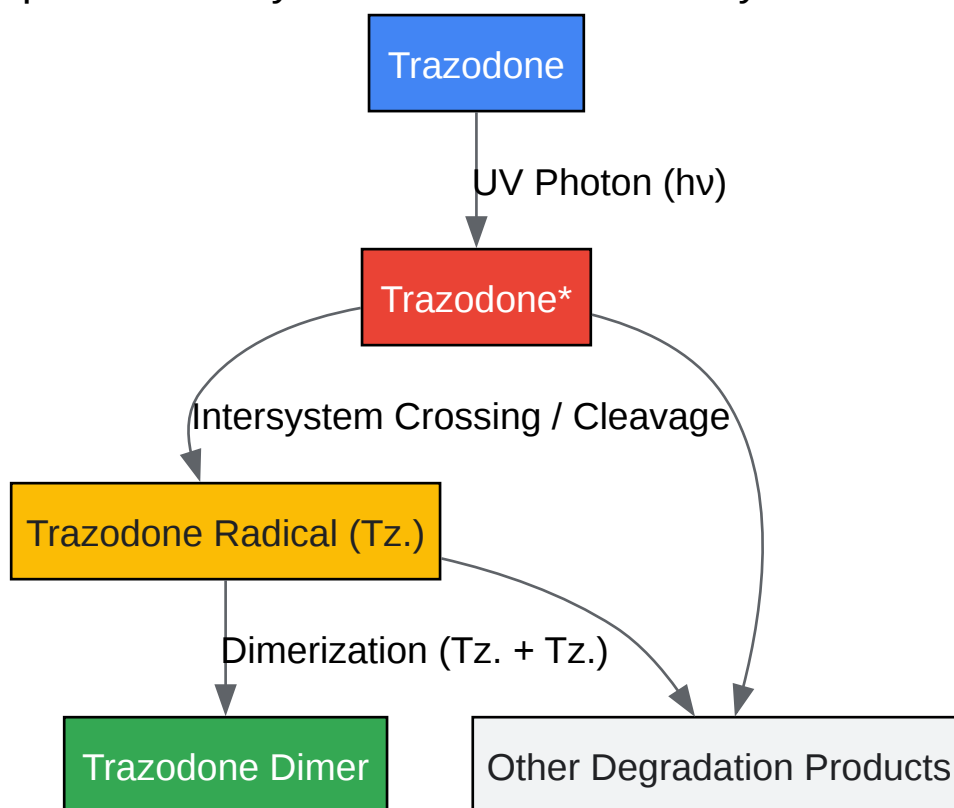 Trazodone
UV Photon (hν)
Trazodone*
Intersystem Crossing / Cleavage
Trazodone Radical (Tz.)
Dimerization (Tz. + Tz.)
Trazodone Dimer
Other Degradation Products